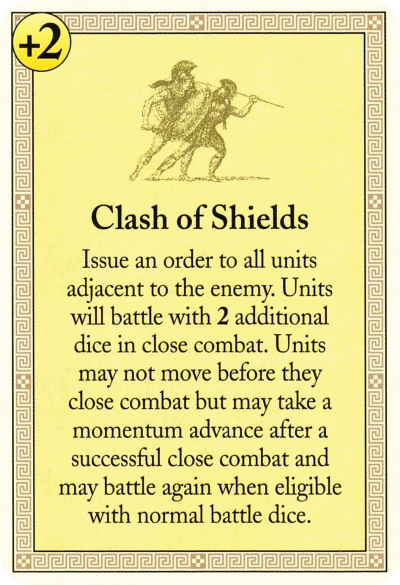 +2
Clash of Shields
Issue an order to all units
adjacent to the enemy. Units
will battle with 2 additional
dice in close combat. Units
may not move before they
close combat but may take a
momentum advance after a
successful close combat and
may battle again when eligible
with normal battle dice.